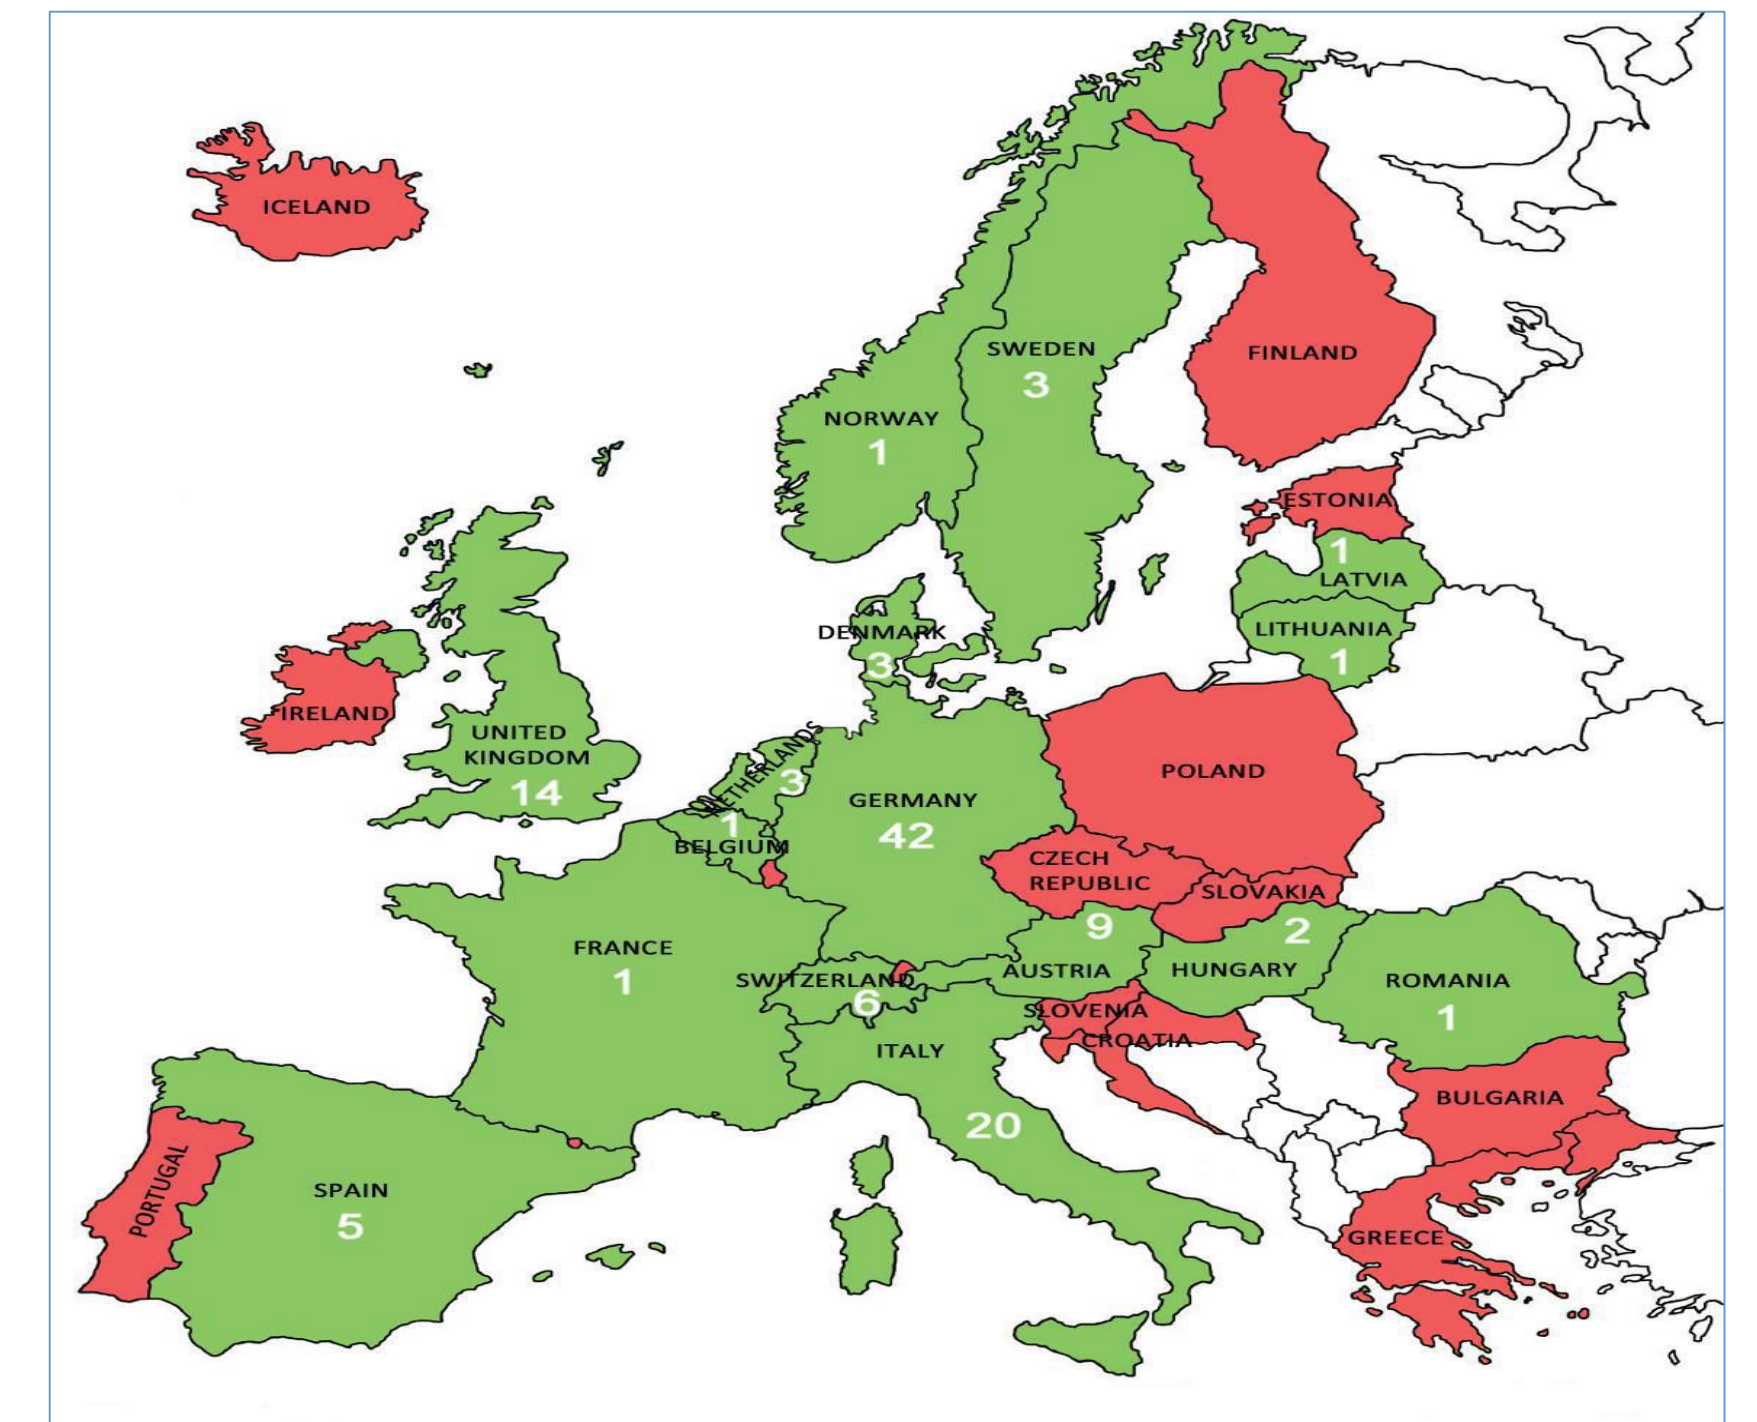 ICELAND
SWEDEN
3
FINLAND
NORWAY
1
ESTONIA
1
LATVIA
LITHUANIA
1
DENMARK
3
IRELAND
UNITED
KINGDOM
14
NETHERLANDS
3
GERMANY
42
POLAND
1
BELGIUM
CZECH
REPUBLIC
SLOVAKIA
9
AUSTRIA
2
HUNGARY
FRANCE
1
SWITZERLAND
6
ROMANIA
1
SLOVENIA
CROATIA
ITALY
20
BULGARIA
PORTUGAL
SPAIN
5
GREECE